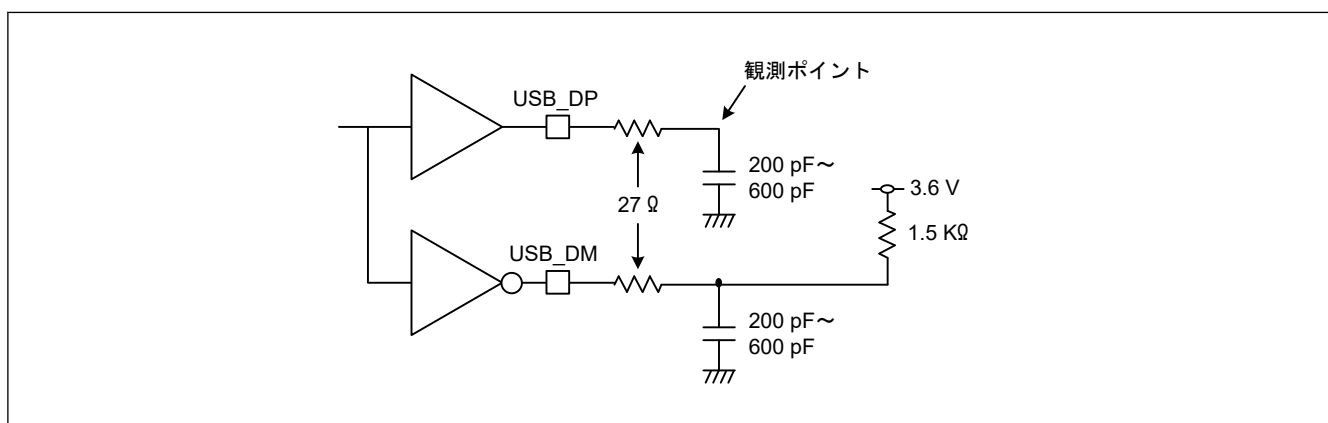 観測ポイント
USB_DP
200 pF～
600 pF
3.6 V
27 Ω
1.5 KΩ
USB_DM
200 pF～
600 pF